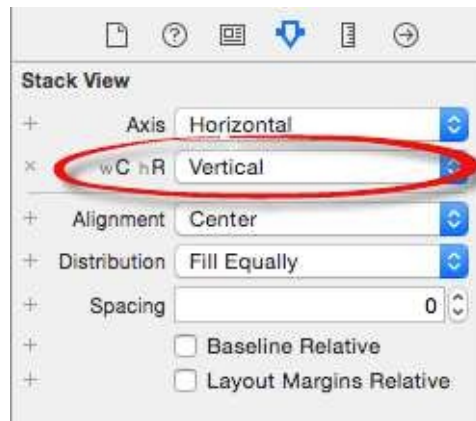 Stack View
+ Axis Horizontal
× wC hR Vertical
+ Alignment Center
+ Distribution Fill Equally
+ Spacing 0
+ Baseline Relative
+ Layout Margins Relative